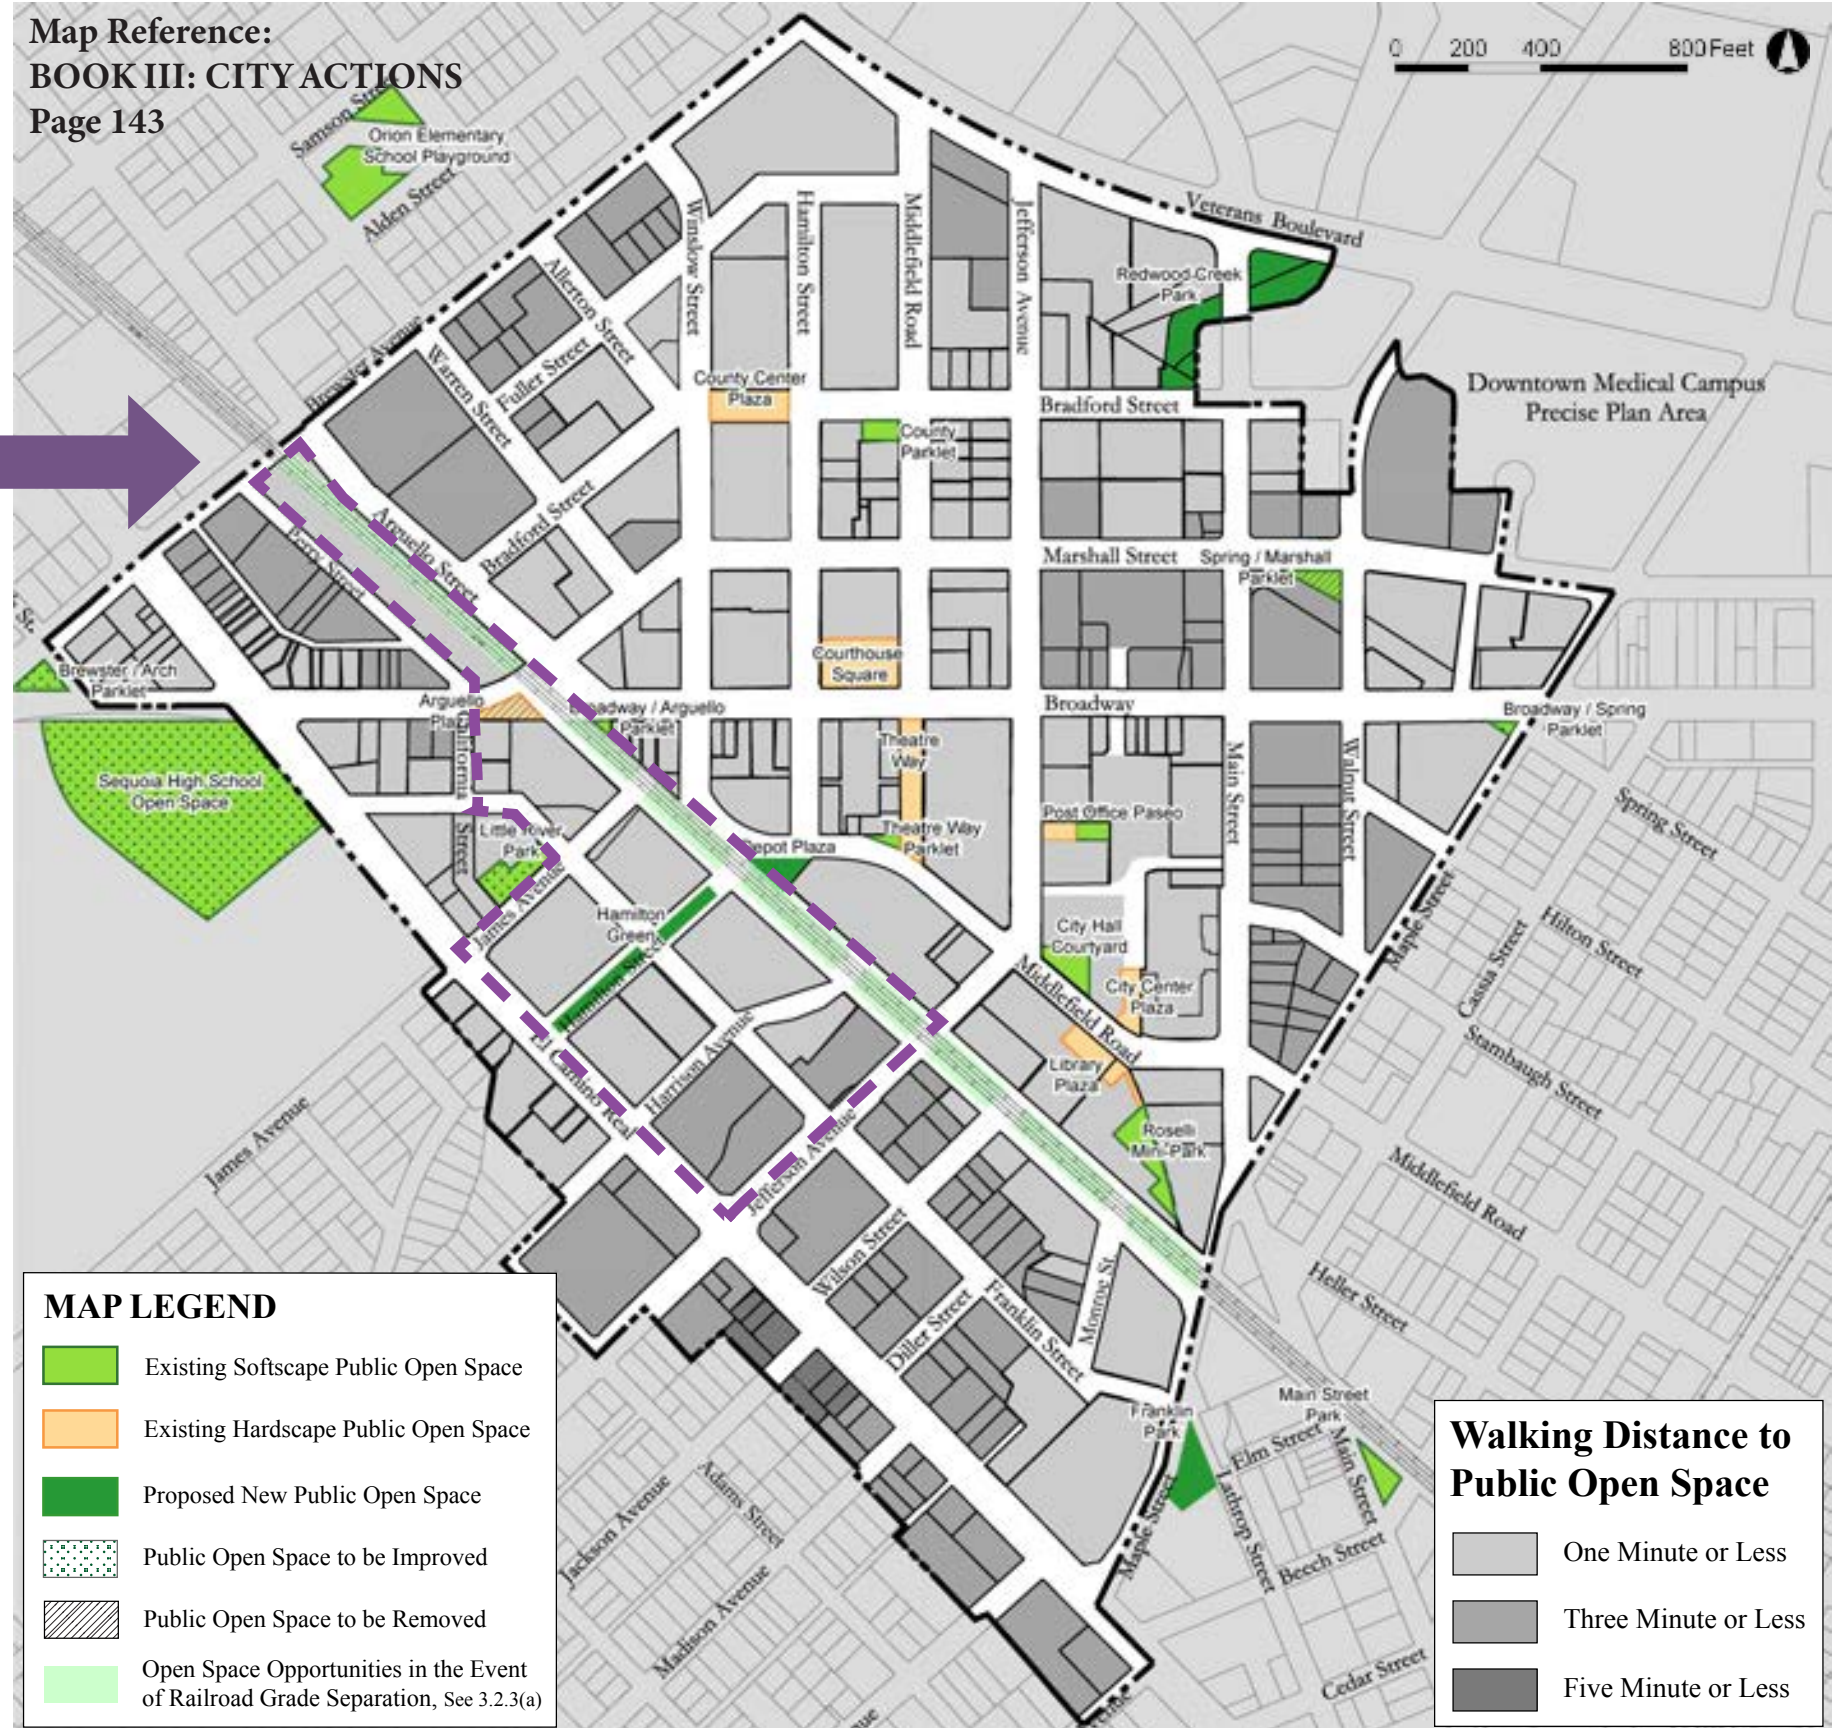 Map Reference:
BOOK III: CITY ACTIONS
Page 143
0 200 400 800 Feet
Samson
Orion Elementary
School Playground
Alden Street
Veterans Boulevard
Redwood Creek
Park
Winslow Street
Hamilton Street
Middlefield Road
Jefferson Avenue
Allerton Street
Brewster Avenue
Warren Street
Fuller Street
County Center
Plaza
Downtown Medical Campus
Precise Plan Area
Bradford Street
County
Parklet
Bradford Street
Arguello Street
Perry Street
Marshall Street
Spring / Marshall
Parklet
St.
Brewster / Arch
Parklet
Courthouse
Square
Arguello
Plaza
Broadway / Arguello
Parklet
Broadway
Broadway / Spring
Parklet
California
Street
Theatre
Way
Main Street
Walnut Street
Sequoia High School
Open Space
Little River
Park
Depot Plaza
Theatre Way
Parklet
Post Office Paseo
Spring Street
James Avenue
Hamilton
Green
Hamilton Street
City Hall
Courtyard
Maple Street
Hilton Street
Cassia Street
Middlefield Road
City Center
Plaza
El Camino Real
Harrison Avenue
Library
Plaza
Stambaugh Street
James Avenue
Jefferson Avenue
Roselli
Mini-Park
Middlefield Road
Wilson Street
Monroe St.
Heller Street
Diller Street
Franklin Street
Franklin
Park
Main Street
Park
Elm Street
Main Street
Lathrop Street
Maple Street
Beech Street
Adams Street
Jackson Avenue
Madison Avenue
Cedar Street
MAP LEGEND
Existing Softscape Public Open Space
Existing Hardscape Public Open Space
Proposed New Public Open Space
Public Open Space to be Improved
Public Open Space to be Removed
Open Space Opportunities in the Event
of Railroad Grade Separation, See 3.2.3(a)
Walking Distance to
Public Open Space
One Minute or Less
Three Minute or Less
Five Minute or Less